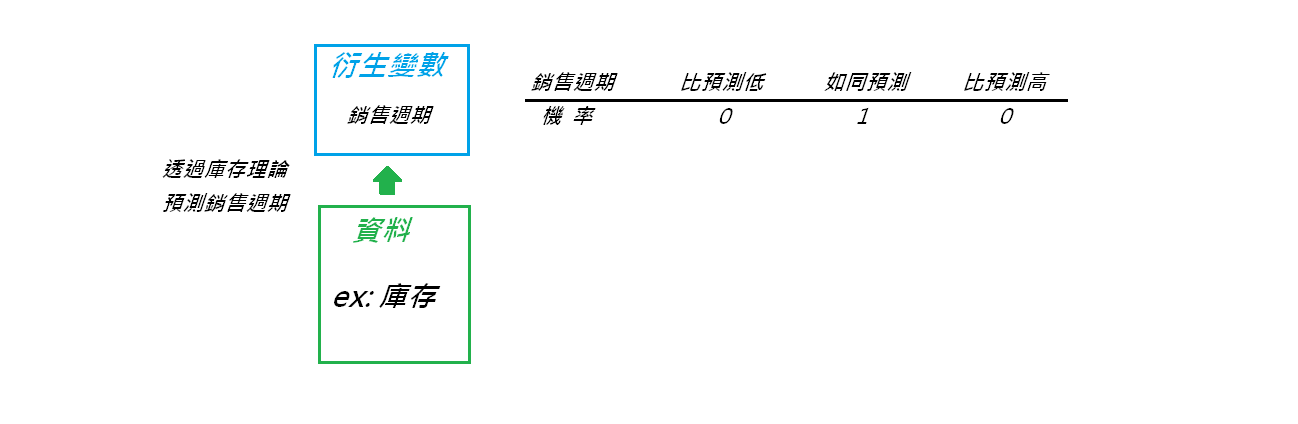 衍生變數
銷售週期
銷售週期 比預測低 如同預測 比預測高
機 率 0 1 0
透過庫存理論
預測銷售週期
資料
ex: 庫存